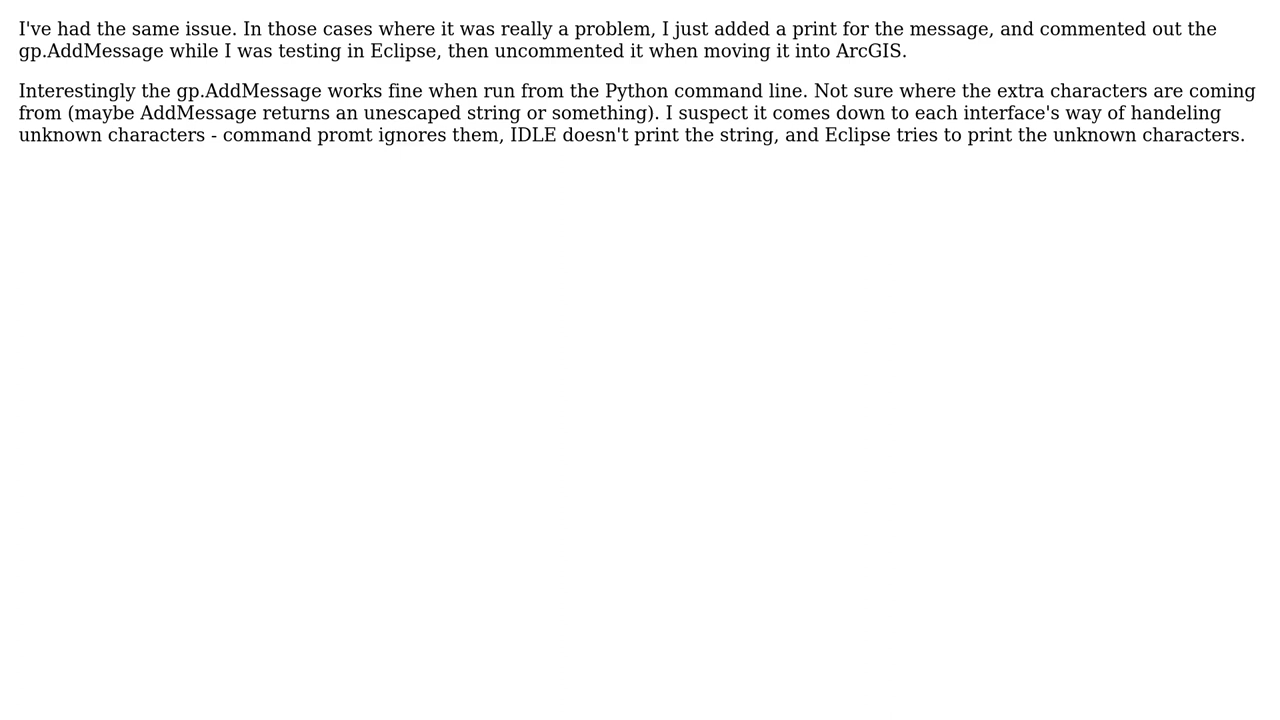 I've had the same issue. In those cases where it was really a problem, I just added a print for the message, and commented out the
gp.AddMessage while I was testing in Eclipse, then uncommented it when moving it into ArcGIS.
Interestingly the gp.AddMessage works fine when run from the Python command line. Not sure where the extra characters are coming
from (maybe AddMessage returns an unescaped string or something). I suspect it comes down to each interface's way of handeling
unknown characters - command promt ignores them, IDLE doesn't print the string, and Eclipse tries to print the unknown characters.